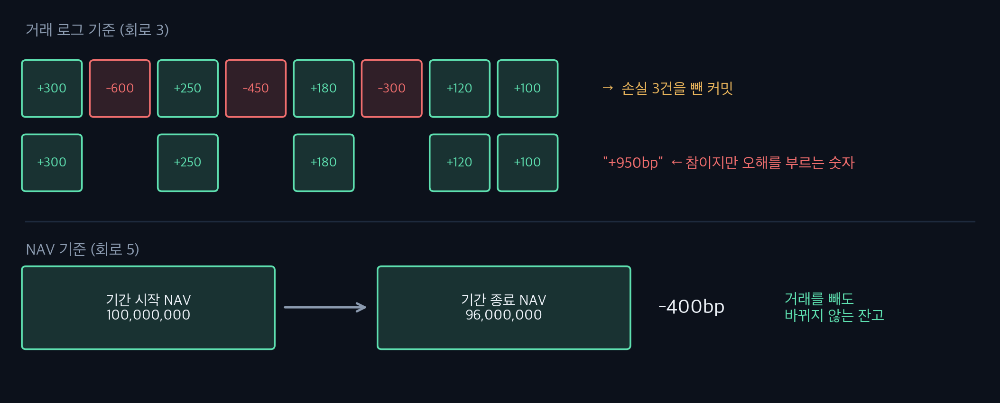 거래 로그 기준 (회로 3)
+300 -600 +250 -450 +180 -300 +120 +100 → 손실 3건을 뺀 커밋
+300 +250 +180 +120 +100 "+950bp" ← 참이지만 오해를 부르는 숫자
NAV 기준 (회로 5)
기간 시작 NAV
100,000,000
기간 종료 NAV
96,000,000
-400bp
거래를 빼도
바뀌지 않는 잔고